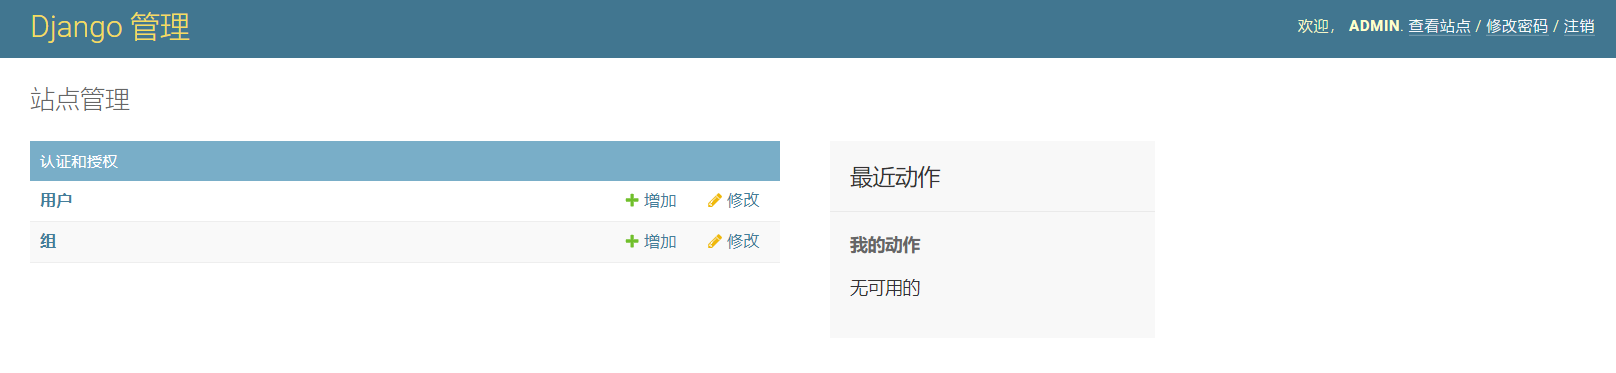 Django 管理
欢迎， ADMIN. 查看站点 / 修改密码 / 注销
站点管理
认证和授权
用户 增加 修改
组 增加 修改
最近动作
我的动作
无可用的